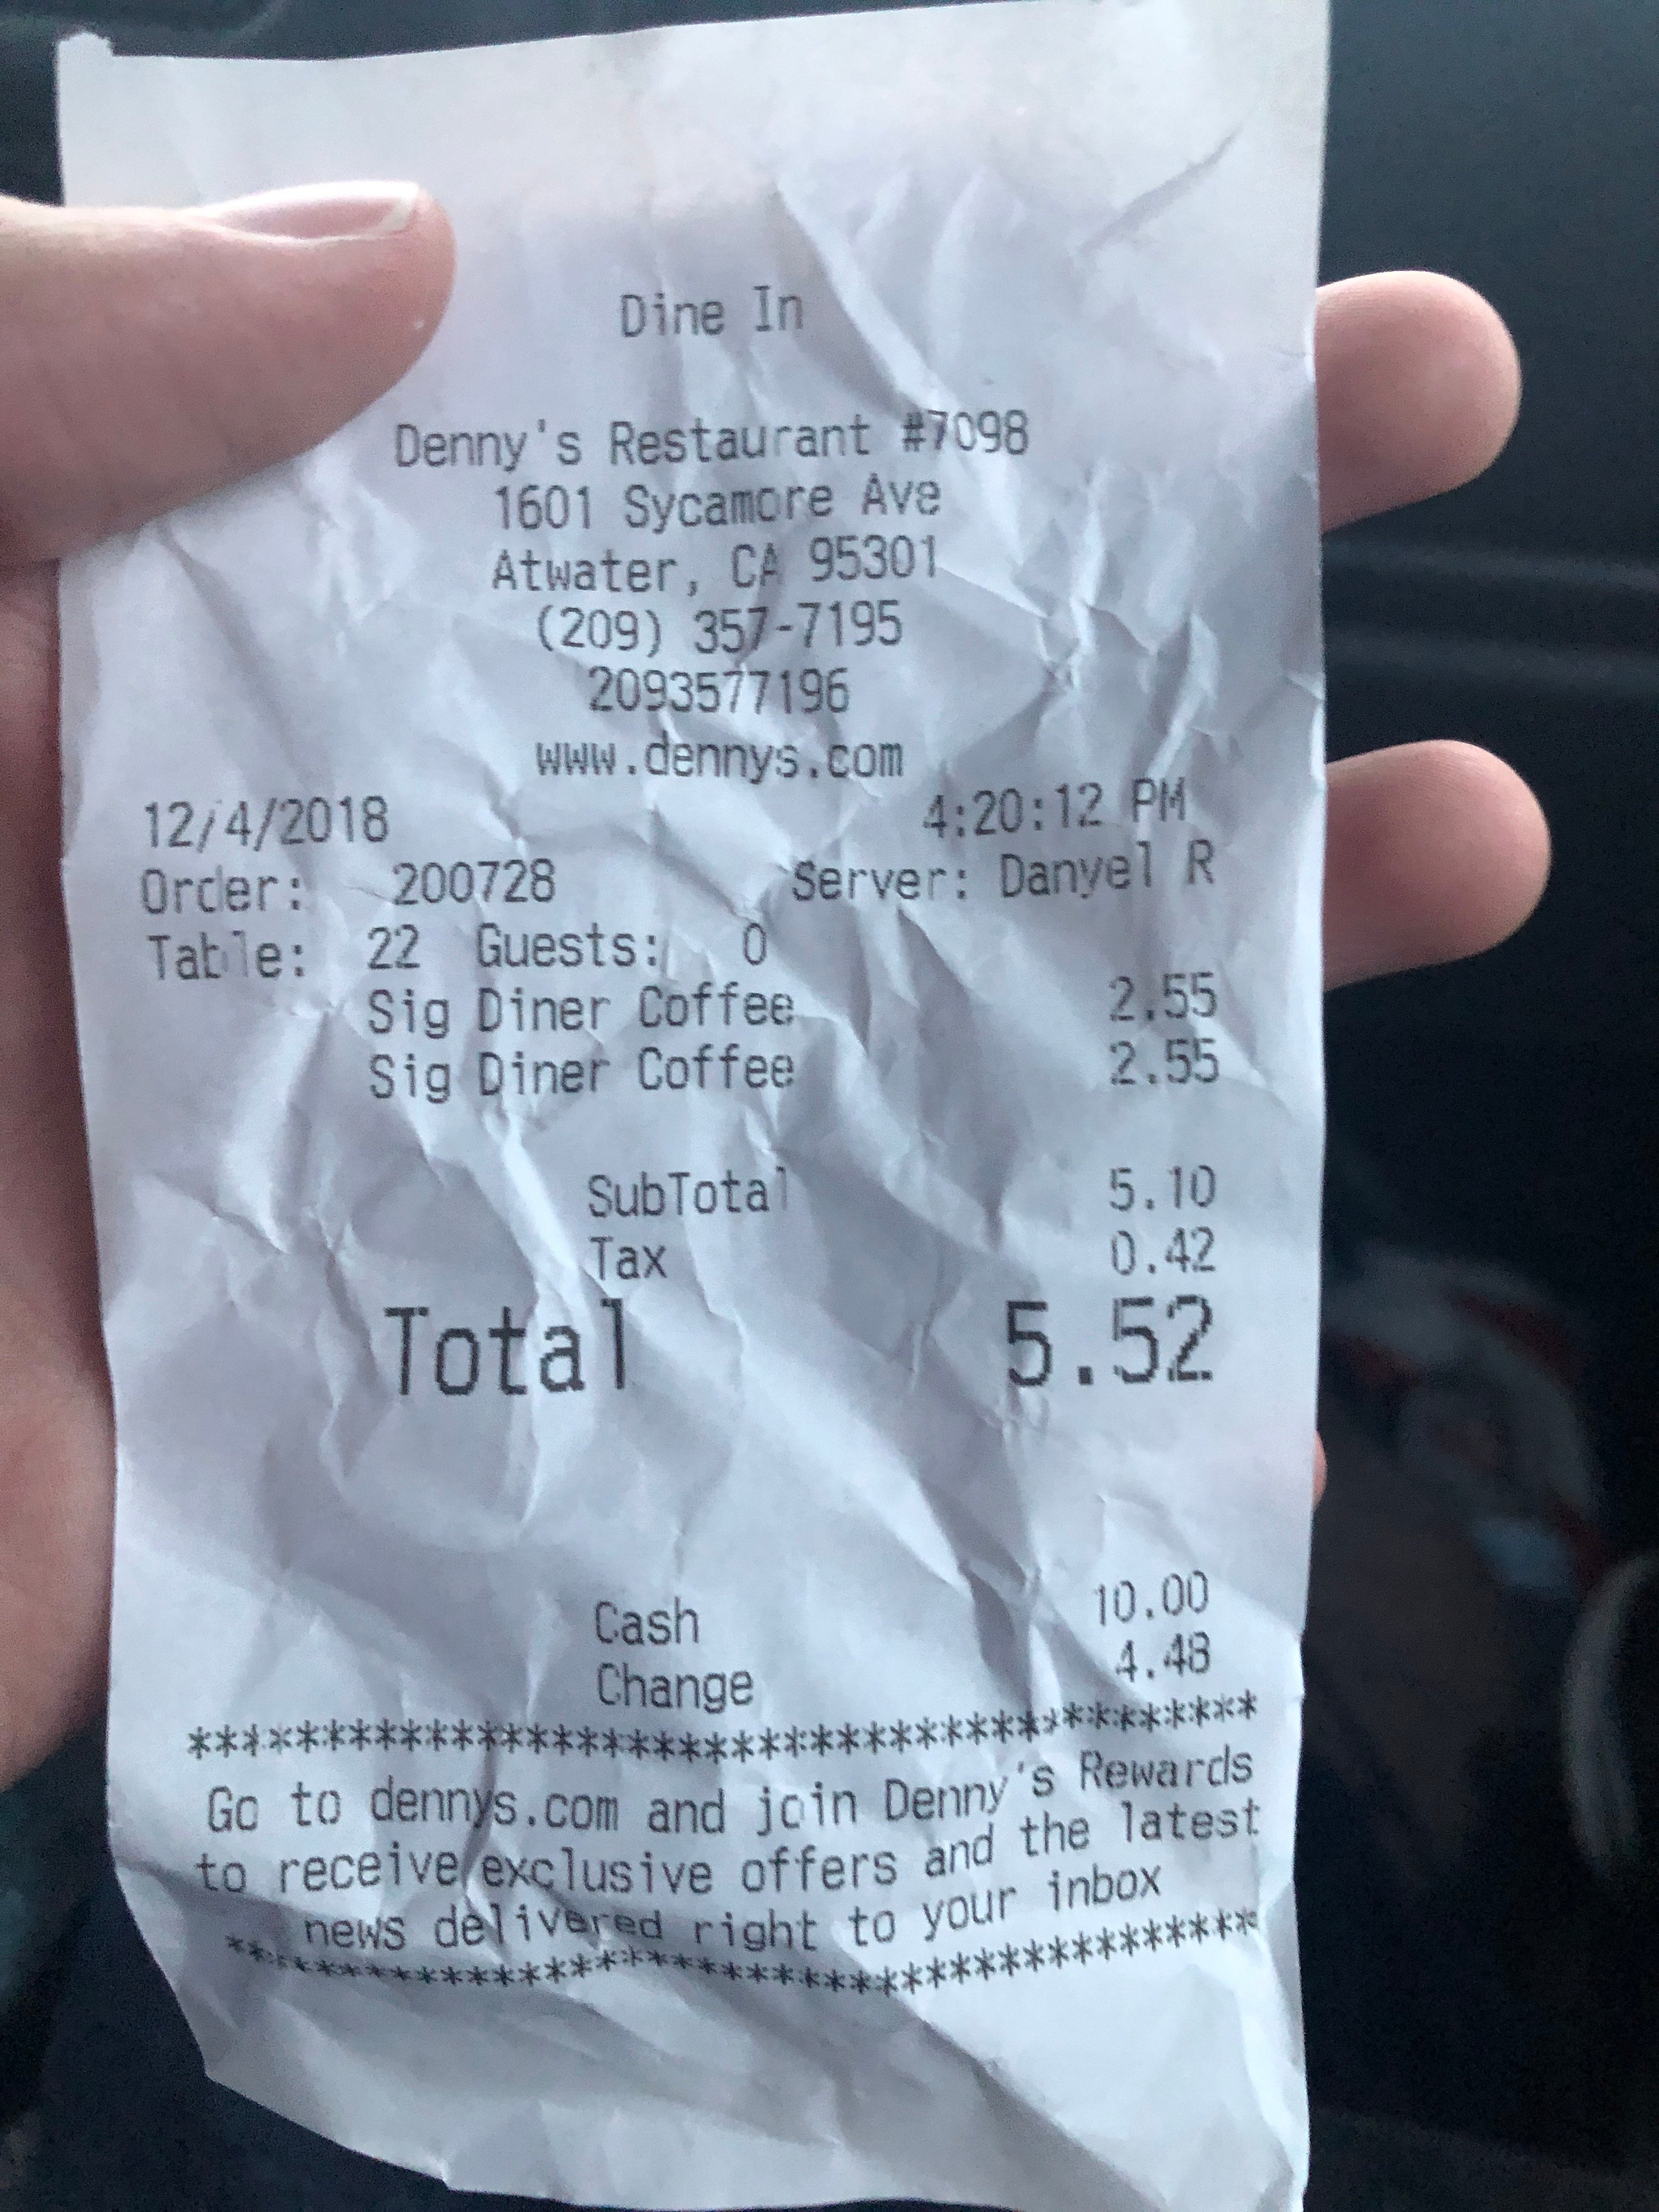 Dine In
Denny's Restaurant #7098
1601 Sycamore Ave
Atwater, CA 95301
(209) 357-7195
2093577196
www.dennys.com
12/4/2018 4:20:12 PM
Order: 200728 Server: Danyel R
Table: 22 Guests: 0
Sig Diner Coffee 2.55
Sig Diner Coffee 2.55
SubTotal 5.10
Tax 0.42
Total 5.52
Cash 10.00
Change 4.48
*****************************************
Go to dennys.com and join Denny's Rewards
to receive exclusive offers and the latest
news delivered right to your inbox
*****************************************